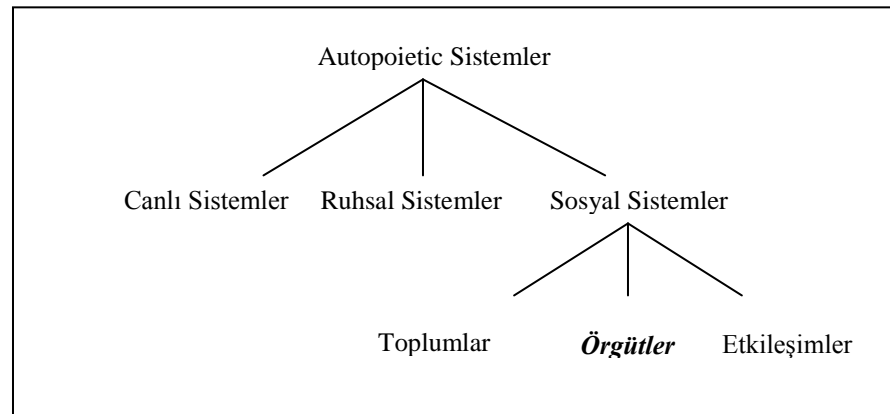 Autopoietic Sistemler
Canlı Sistemler Ruhsal Sistemler Sosyal Sistemler
Toplumlar Örgütler Etkileşimler